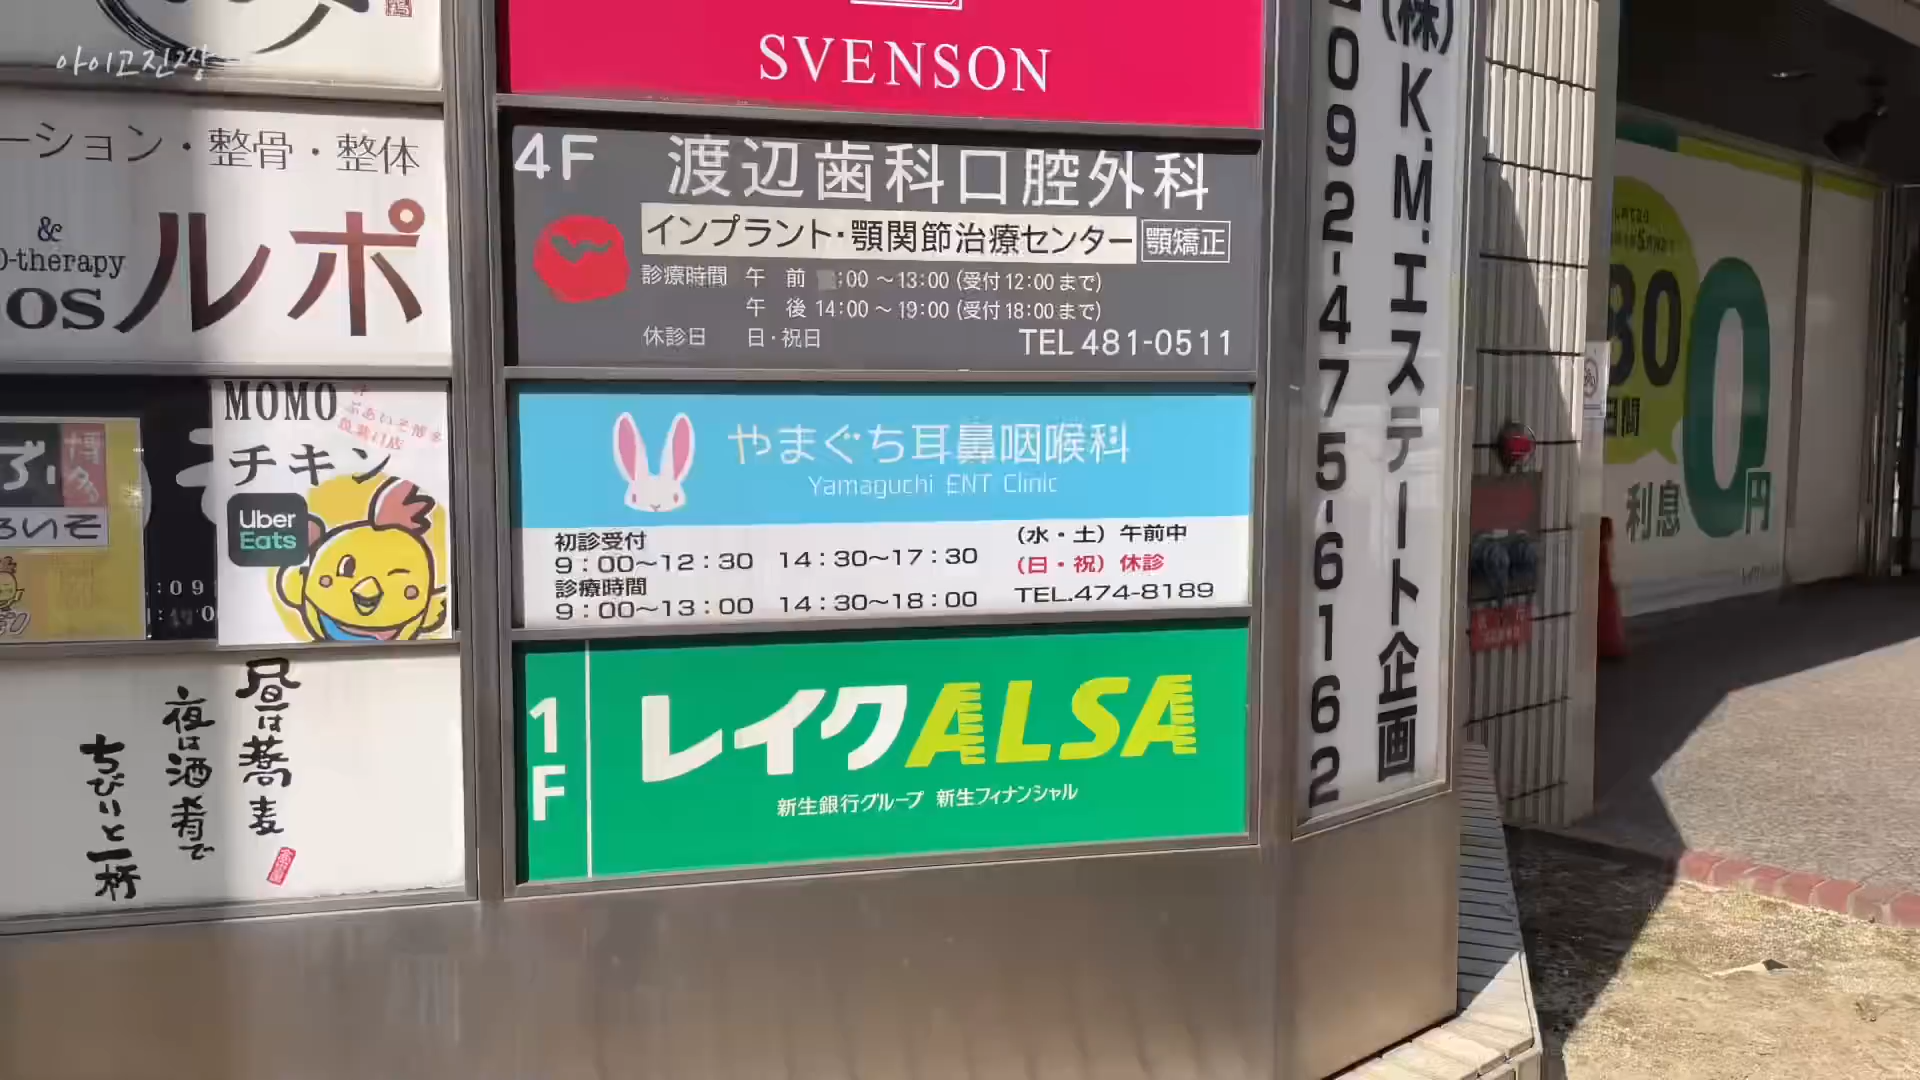 아이고진짱
ーション・整骨・整体
&
O-therapy
os
ルポ
MOMO
チキン
Uber
Eats
博多
昼は蕎麦
夜は酒肴で
ちびいと一杯
SVENSON
4F
渡辺歯科口腔外科
インプラント・顎関節治療センター 顎矯正
診療時間 午 前 :00 ～13:00 (受付12:00まで)
午 後 14:00 ～ 19:00 (受付18:00まで)
休診日 日・祝日 TEL 481-0511
やまぐち耳鼻咽喉科
Yamaguchi ENT Clinic
初診受付
9：00～12：30 14：30～17：30
診療時間
9：00～13：00 14：30～18：00
(水・土) 午前中
(日・祝) 休診
TEL.474-8189
1F
レイクALSA
新生銀行グループ 新生フィナンシャル
(株)K.M.エステート企画
092-475-6162
利息
0円